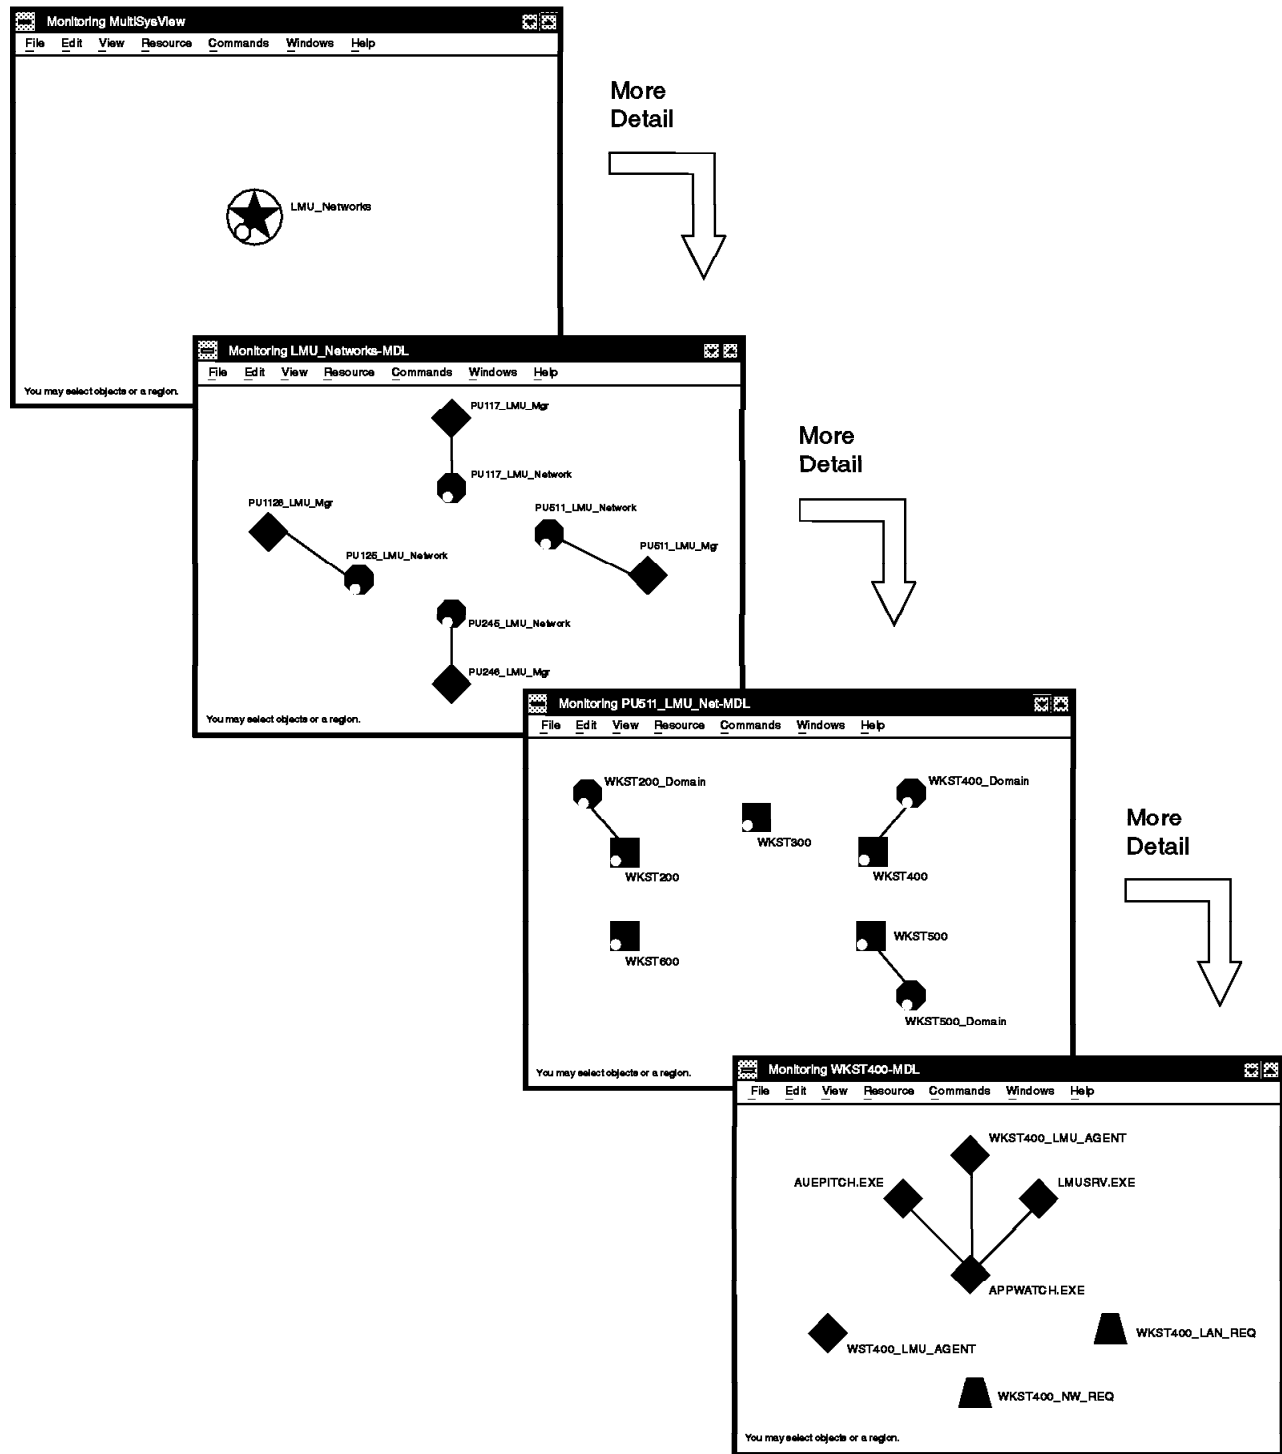 Monitoring MultiSysView
File Edit View Resource Commands Windows Help
More
Detail
LMU_Networks
You may select objects or a region.
Monitoring LMU_Networks-MDL
File Edit View Resource Commands Windows Help
PU117_LMU_Mgr
PU117_LMU_Network
PU1126_LMU_Mgr
PU125_LMU_Network
PU511_LMU_Network
PU511_LMU_Mgr
PU245_LMU_Network
PU246_LMU_Mgr
You may select objects or a region.
More
Detail
Monitoring PU511_LMU_Net-MDL
File Edit View Resource Commands Windows Help
WKST200_Domain
WKST400_Domain
WKST300
WKST200
WKST400
WKST500
WKST600
WKST500_Domain
You may select objects or a region.
More
Detail
Monitoring WKST400-MDL
File Edit View Resource Commands Windows Help
WKST400_LMU_AGENT
AUEPITCH.EXE
LMUSRV.EXE
APPWATCH.EXE
WKST400_LAN_REQ
WST400_LMU_AGENT
WKST400_NW_REQ
You may select objects or a region.